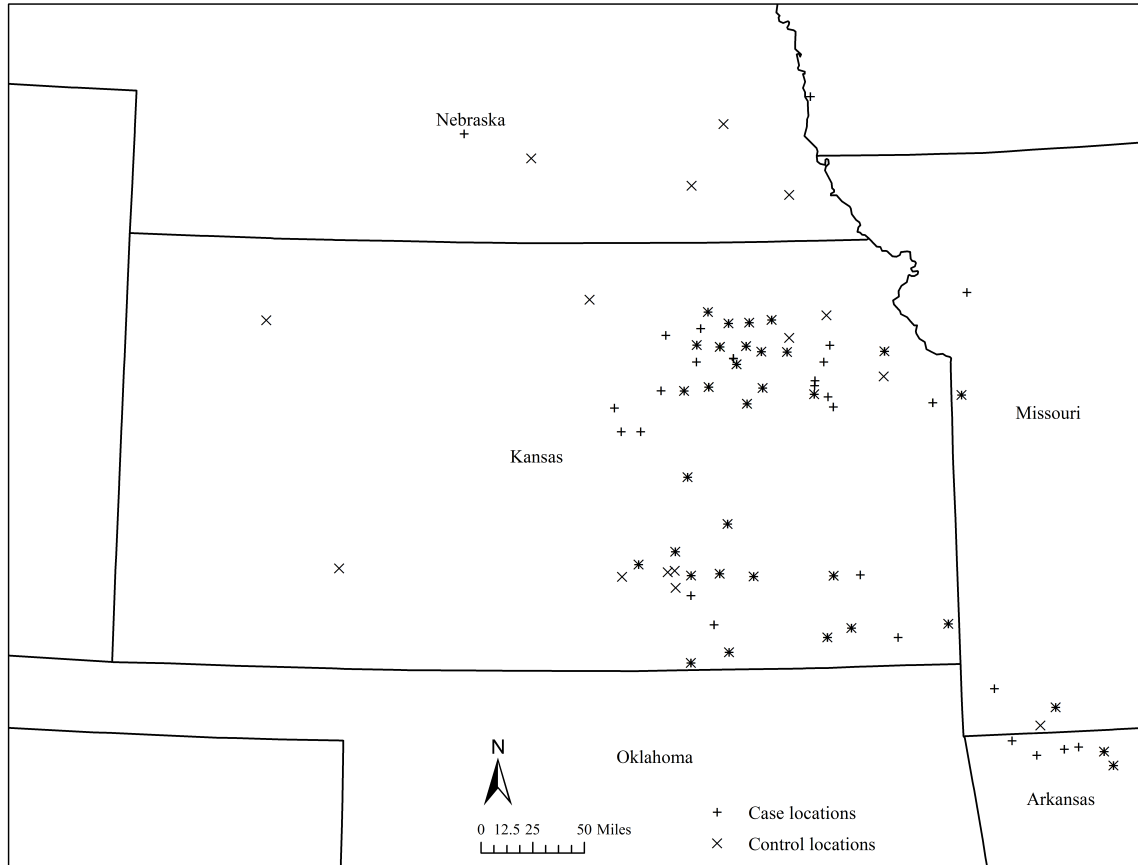 Nebraska
Missouri
Kansas
Oklahoma
N
0 12.5 25 50 Miles
Arkansas
Case locations
Control locations